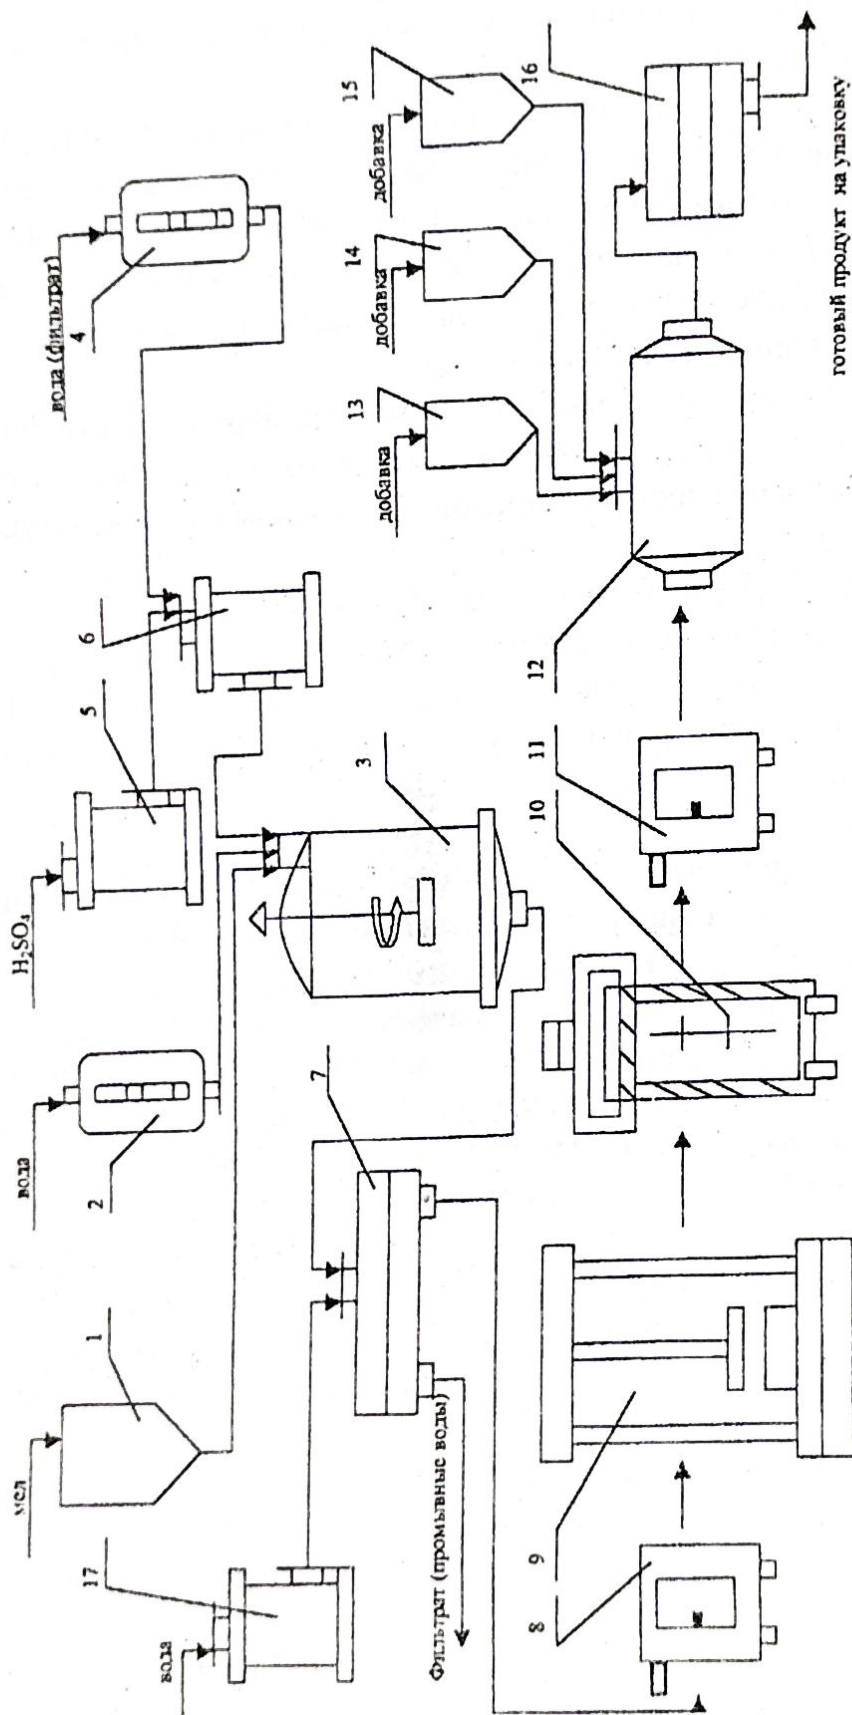 мел
1
вода
2
H₂SO₄
5
6
вода (фильтрат)
4
вода
17
7
3
добавка
13
добавка
14
добавка
15
Фильтрат (промывные воды)
8
9
10
11
12
16
готовый продукт на упаковку